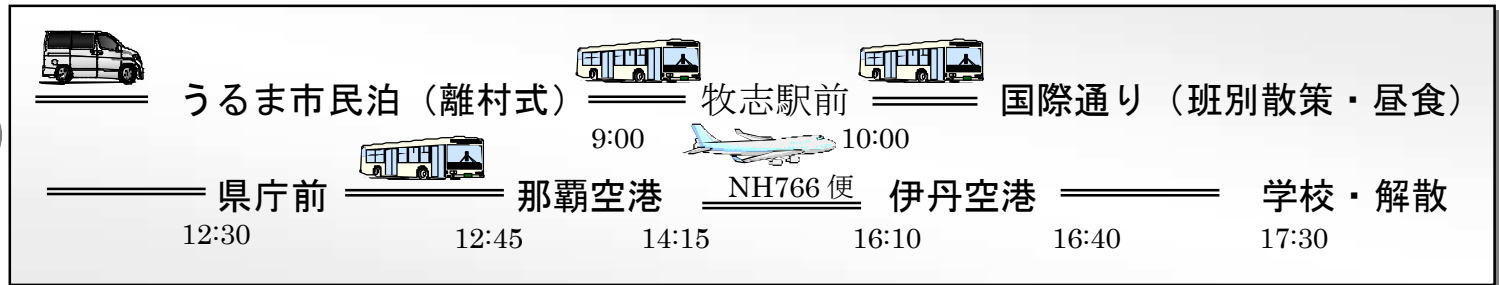 うるま市民泊（離村式） 牧志駅前 国際通り（班別散策・昼食）
9:00 10:00
県庁前 那覇空港 NH766便 伊丹空港 学校・解散
12:30 12:45 14:15 16:10 16:40 17:30